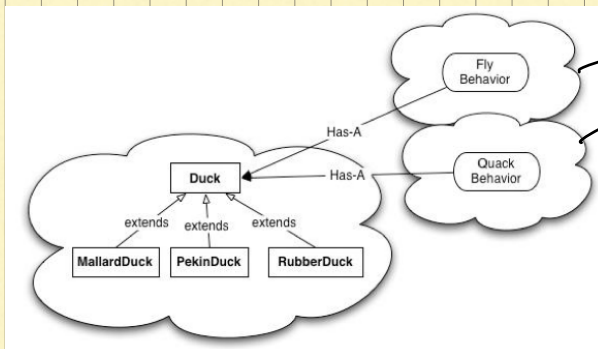 Fly
Behavior
Has-A
Quack
Behavior
Duck
Has-A
extends
extends
extends
MallardDuck
PekinDuck
RubberDuck